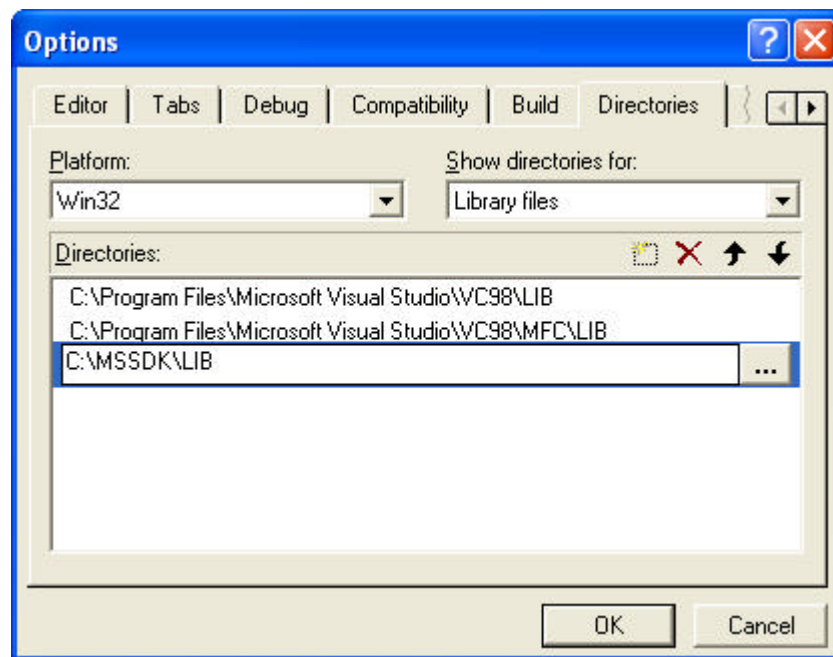 Options
Editor Tabs Debug Compatibility Build Directories
Platform: Show directories for:
Win32 Library files
Directories:
C:\Program Files\Microsoft Visual Studio\VC98\LIB
C:\Program Files\Microsoft Visual Studio\VC98\MFC\LIB
C:\MSSDK\LIB ...
OK Cancel